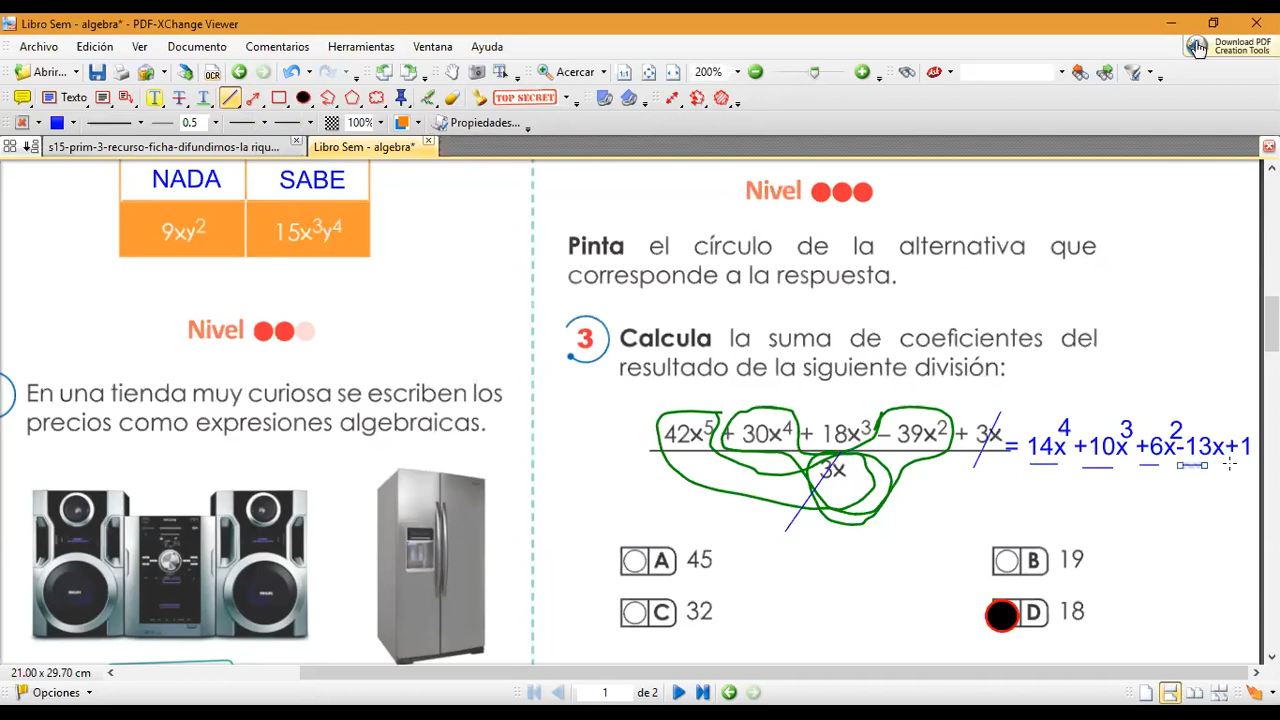 Libro Sem - algebra* - PDF-XChange Viewer
Archivo Edición Ver Documento Comentarios Herramientas Ventana Ayuda
Download PDF
Creation Tools
Abrir... OCR Acercar 200%
Texto T T T TOP SECRET
0.5 100% Propiedades...
s15-prim-3-recurso-ficha-difundimos-la riqu... Libro Sem - algebra*
NADA SABE
9xy² 15x³y⁴
Nivel
En una tienda muy curiosa se escriben los
precios como expresiones algebraicas.
Nivel
Pinta el círculo de la alternativa que
corresponde a la respuesta.
3 Calcula la suma de coeficientes del
resultado de la siguiente división:
42x⁵ + 30x⁴ + 18x³ – 39x² + 3x = 14x⁴ +10x³ +6x²-13x+1
3x
A 45 B 19
C 32 D 18
21.00 x 29.70 cm
Opciones 1 de 2